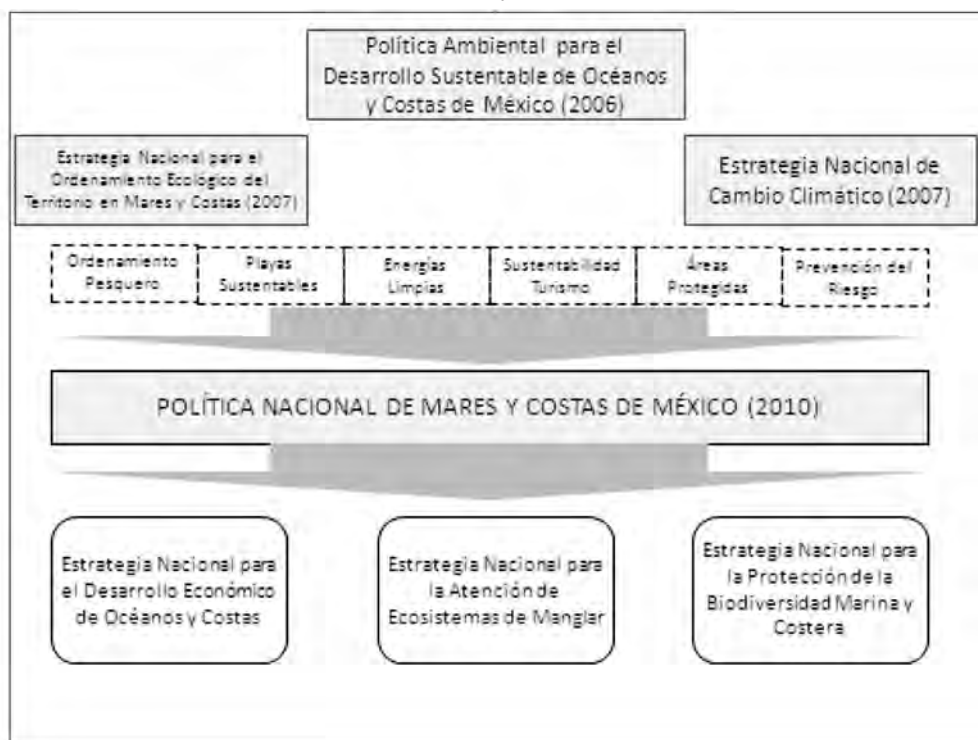 Política Ambiental para el
Desarrollo Sustentable de Océanos
y Costas de México (2006)
Estrategia Nacional para el
Ordenamiento Ecológico del
Territorio en Mares y Costas (2007)
Estrategia Nacional de
Cambio Climático (2007)
Ordenamiento
Pesquero
Playas
Sustentables
Energías
Limpias
Sustentabilidad
Turismo
Áreas
Protegidas
Prevención del
Riesgo
POLÍTICA NACIONAL DE MARES Y COSTAS DE MÉXICO (2010)
Estrategia Nacional para
el Desarrollo Económico
de Océanos y Costas
Estrategia Nacional para
la Atención de
Ecosistemas de Manglar
Estrategia Nacional para
la Protección de la
Biodiversidad Marina y
Costera